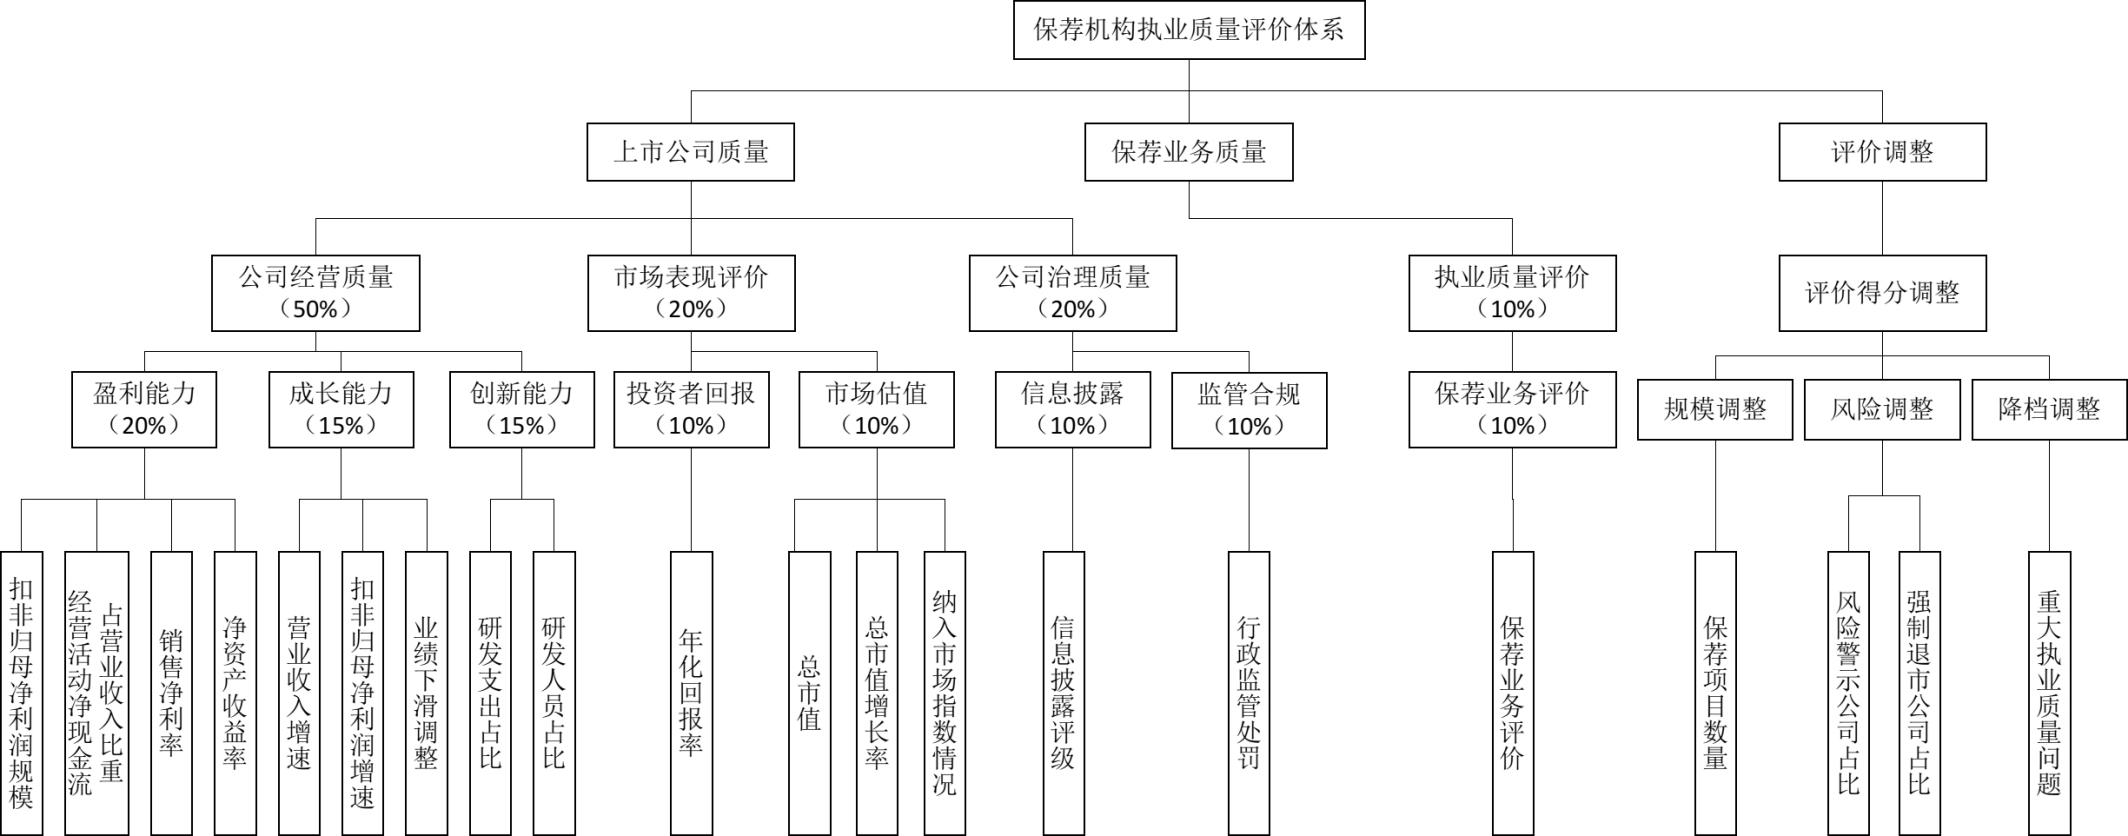 保荐机构执业质量评价体系
上市公司质量
保荐业务质量
评价调整
公司经营质量
（50%）
市场表现评价
（20%）
公司治理质量
（20%）
执业质量评价
（10%）
评价得分调整
盈利能力
（20%）
成长能力
（15%）
创新能力
（15%）
投资者回报
（10%）
市场估值
（10%）
信息披露
（10%）
监管合规
（10%）
保荐业务评价
（10%）
规模调整
风险调整
降档调整
扣非归母净利润规模
经营活动净现金流
占营业收入比重
销售净利率
净资产收益率
营业收入增速
扣非归母净利润增速
业绩下滑调整
研发支出占比
研发人员占比
年化回报率
总市值
总市值增长率
纳入市场指数情况
信息披露评级
行政监管处罚
保荐业务评价
保荐项目数量
风险警示公司占比
强制退市公司占比
重大执业质量问题